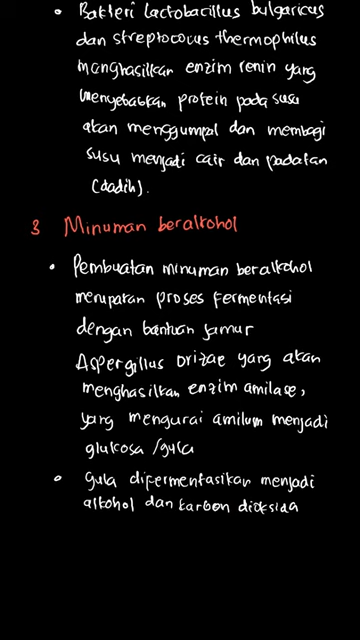 • Bakteri Lactobacillus bulgaricus
dan streptococus thermophilus
manghasilkan enzim renin yang
menyebabkan protein pada susu
akan menggumpal dan membagi
susu menjadi cair dan padatan
(dadih).
3 Minuman beralkohol
• Pembuatan minuman beralkohol
merupakan proses fermentasi
dengan bantuan jamur
Aspergillus orizae yang akan
menghasilkan enzim amilase,
yang mengurai amilum menjadi
glukosa /gula
• Gula difermentasikan menjadi
alkohol dan karbon dioksida